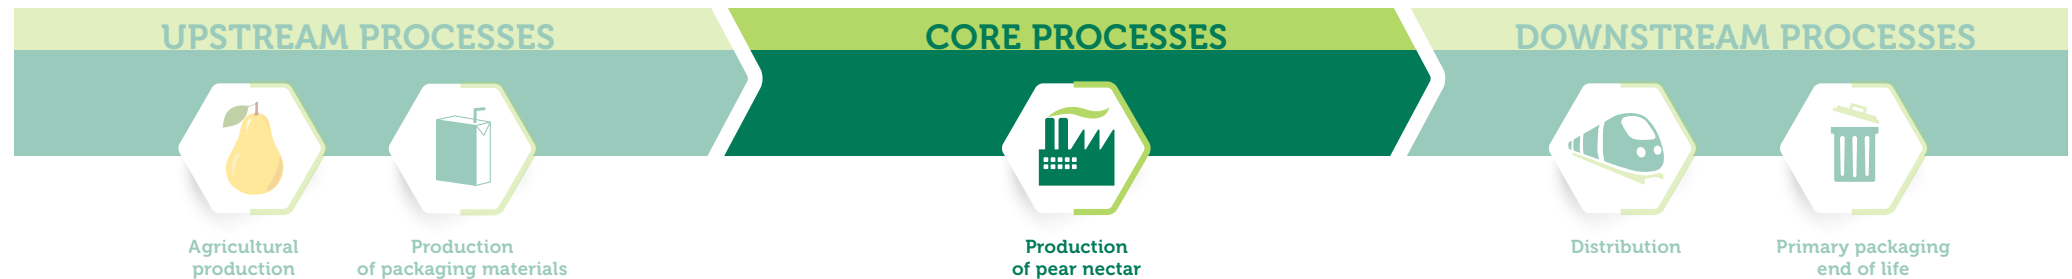 UPSTREAM PROCESSES
CORE PROCESSES
DOWNSTREAM PROCESSES
Agricultural
production
Production
of packaging materials
Production
of pear nectar
Distribution
Primary packaging
end of life